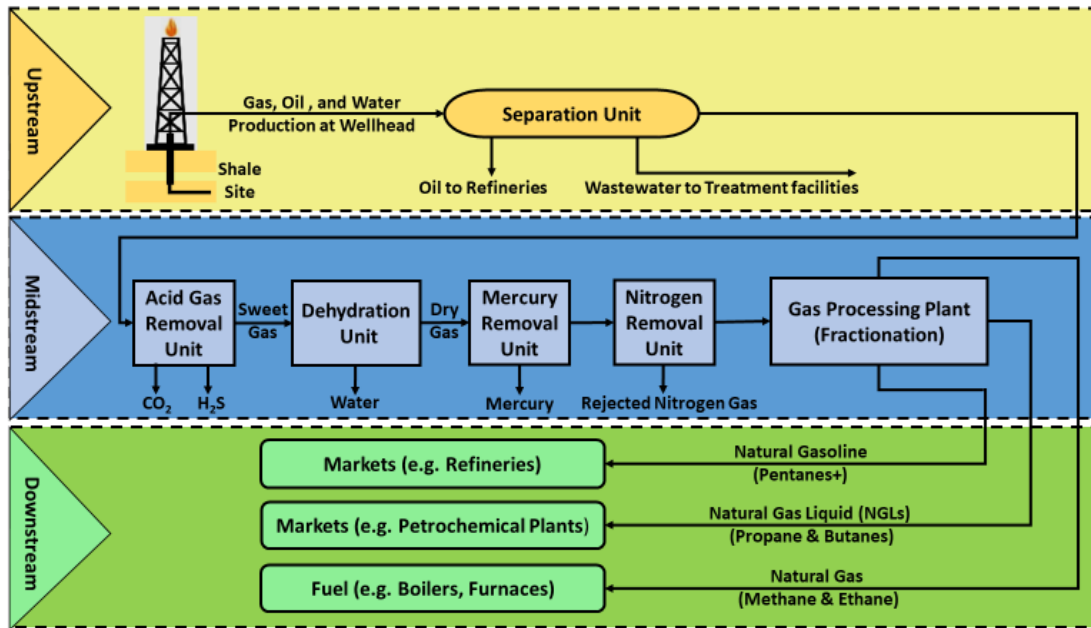 Upstream
Gas, Oil , and Water
Production at Wellhead
Separation Unit
Shale
Site
Oil to Refineries
Wastewater to Treatment facilities
Midstream
Acid Gas
Removal
Unit
Sweet
Gas
Dehydration
Unit
Dry
Gas
Mercury
Removal
Unit
Nitrogen
Removal
Unit
Gas Processing Plant
(Fractionation)
CO₂
H₂S
Water
Mercury
Rejected Nitrogen Gas
Downstream
Markets (e.g. Refineries)
Natural Gasoline
(Pentanes+)
Markets (e.g. Petrochemical Plants)
Natural Gas Liquid (NGLs)
(Propane & Butanes)
Fuel (e.g. Boilers, Furnaces)
Natural Gas
(Methane & Ethane)